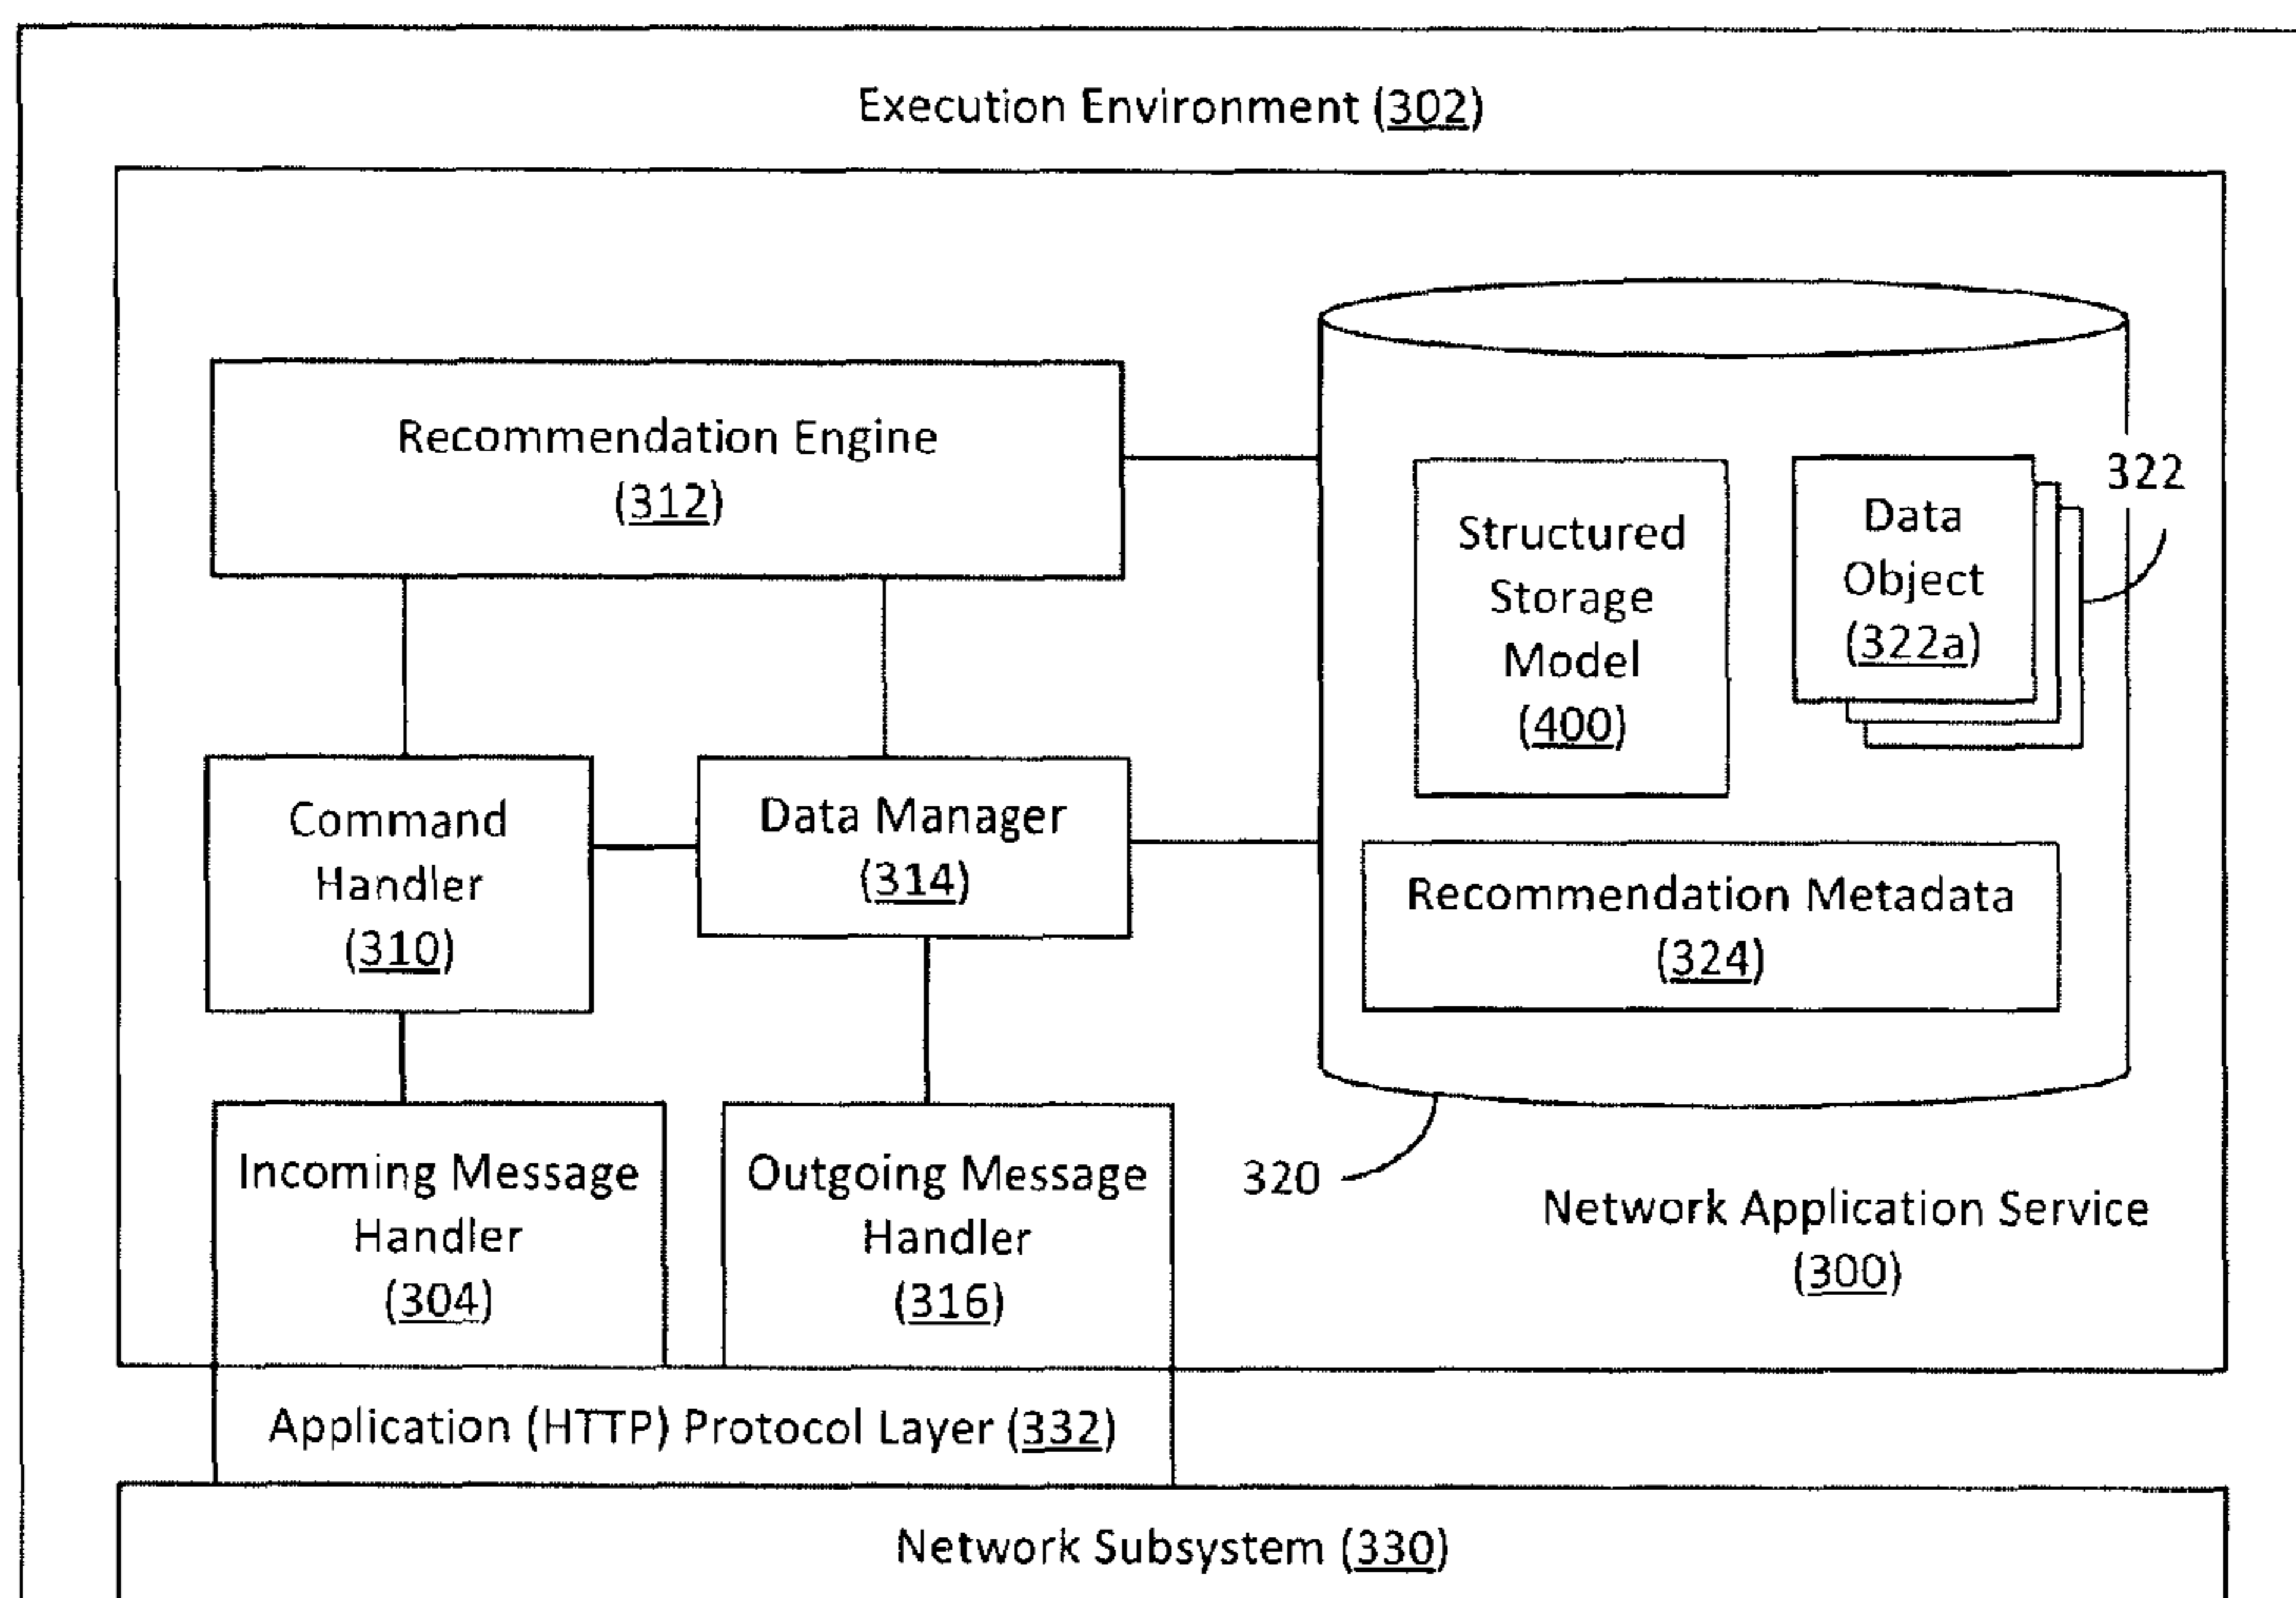 Execution Environment (302)
Recommendation Engine
(312)
Structured
Storage
Model
(400)
Data
Object
(322a)
322
Command
Handler
(310)
Data Manager
(314)
Recommendation Metadata
(324)
Incoming Message
Handler
(304)
Outgoing Message
Handler
(316)
320
Network Application Service
(300)
Application (HTTP) Protocol Layer (332)
Network Subsystem (330)